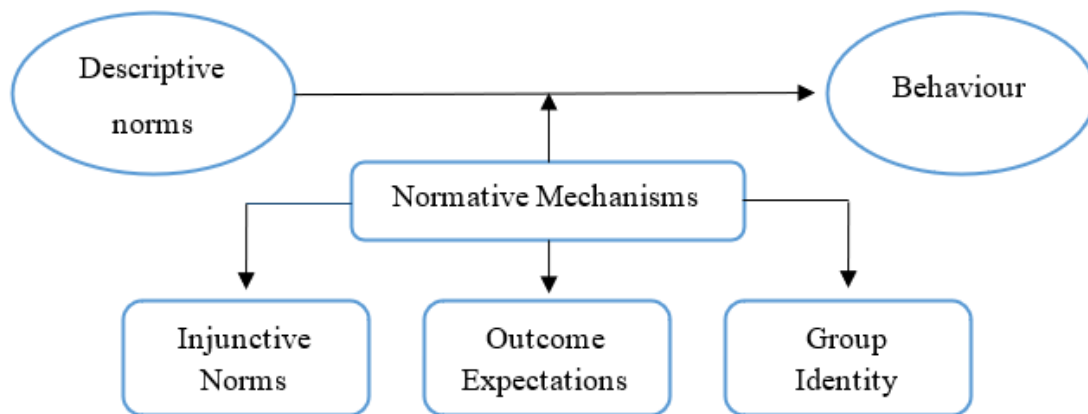 Descriptive
norms
Behaviour
Normative Mechanisms
Injunctive
Norms
Outcome
Expectations
Group
Identity